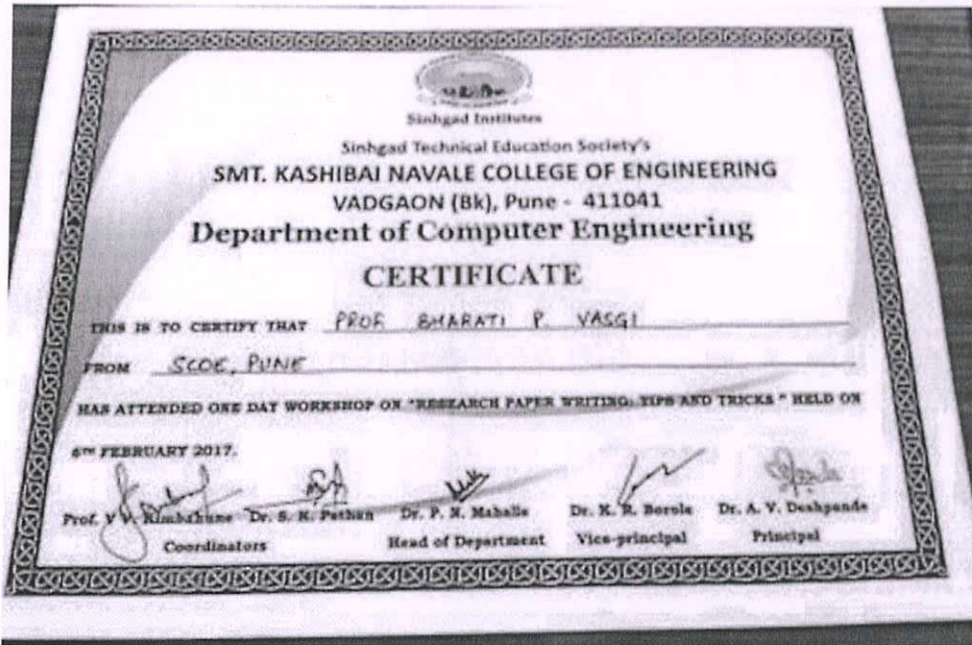 Sinhgad Institutes
Sinhgad Technical Education Society's
SMT. KASHIBAI NAVALE COLLEGE OF ENGINEERING
VADGAON (Bk), Pune - 411041
Department of Computer Engineering
CERTIFICATE
THIS IS TO CERTIFY THAT PROF. BHARATI P. VASGI
FROM SCOE, PUNE
HAS ATTENDED ONE DAY WORKSHOP ON "RESEARCH PAPER WRITING: TIPS AND TRICKS" HELD ON
6TH FEBRUARY 2017.
Prof. V V. Kimbahune Dr. S. K. Pathan Dr. P. N. Mahalle Dr. K. R. Borole Dr. A. V. Deshpande
Coordinators Head of Department Vice-principal Principal